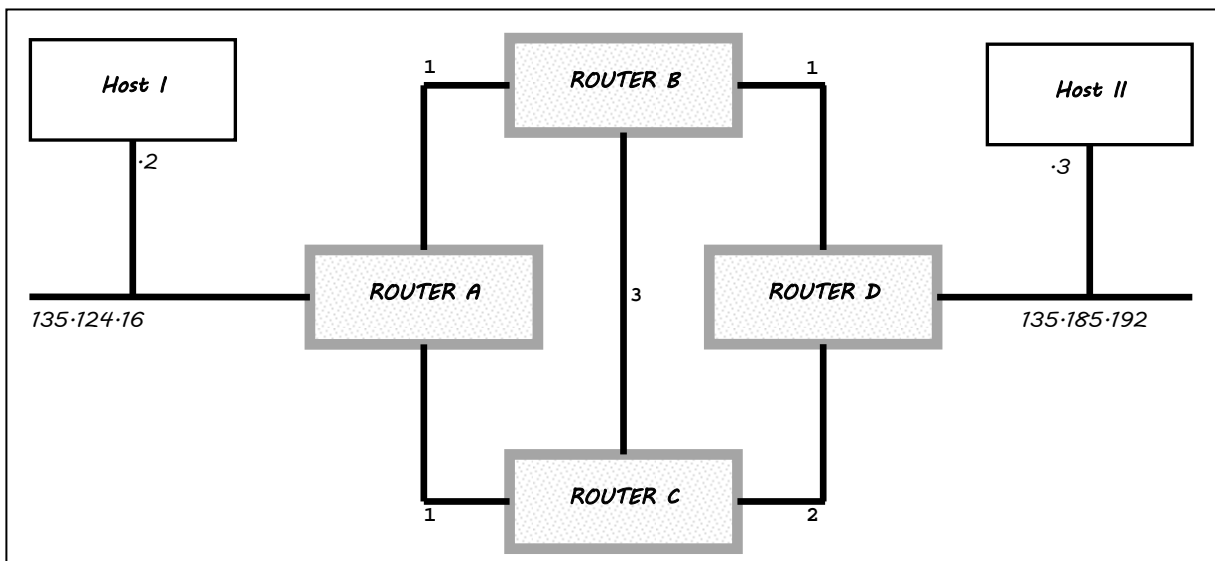 1
ROUTER B
1
Host I
Host II
·2
·3
ROUTER A
3
ROUTER D
135·124·16
135·185·192
ROUTER C
1
2